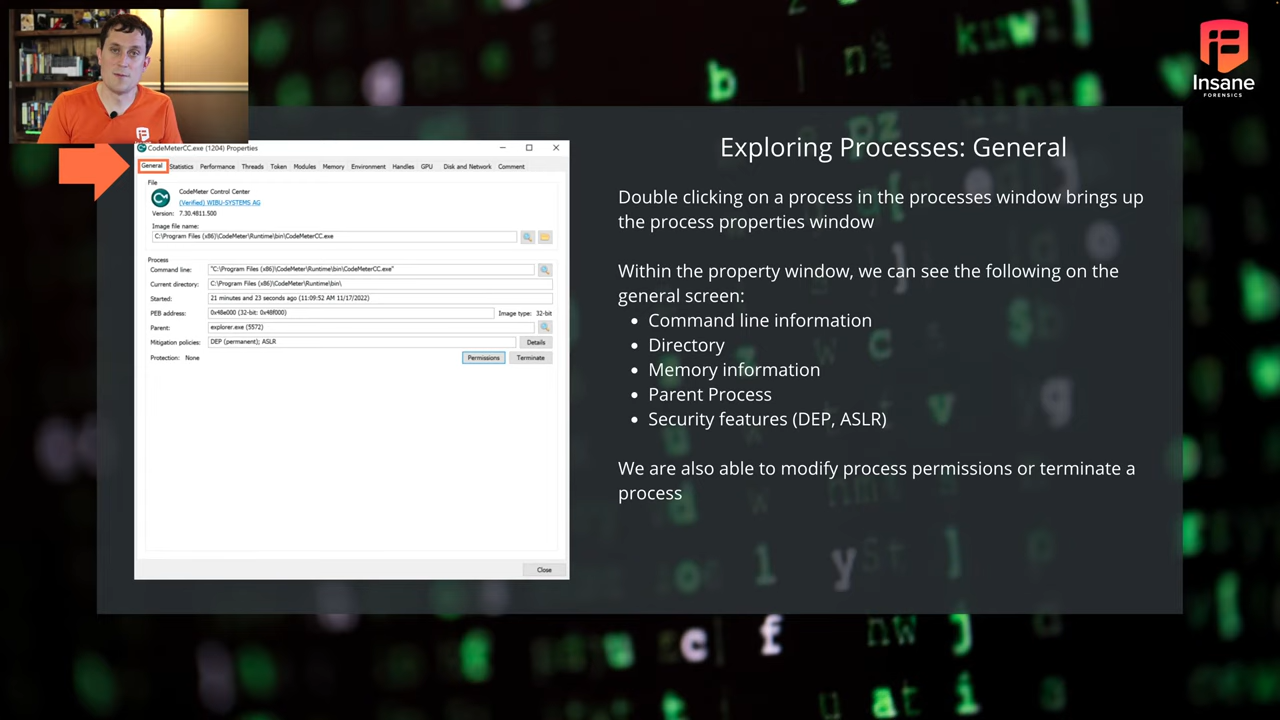 Insane
FORENSICS
CodeMeterCC.exe (1204) Properties
General Statistics Performance Threads Token Modules Memory Environment Handles GPU Disk and Network Comment
File
CodeMeter Control Center
(Verified) WIBU-SYSTEMS AG
Version: 7.30.4811.500
Image file name:
C:\Program Files (x86)\CodeMeter\Runtime\bin\CodeMeterCC.exe
Process
Command line: "C:\Program Files (x86)\CodeMeter\Runtime\bin\CodeMeterCC.exe"
Current directory: C:\Program Files (x86)\CodeMeter\Runtime\bin\
Started: 21 minutes and 23 seconds ago (11:09:52 AM 11/17/2022)
PEB address: 0x48e000 (32-bit: 0x48f000) Image type: 32-bit
Parent: explorer.exe (5572)
Mitigation policies: DEP (permanent); ASLR Details
Protection: None Permissions Terminate
Close
Exploring Processes: General
Double clicking on a process in the processes window brings up
the process properties window
Within the property window, we can see the following on the
general screen:
• Command line information
• Directory
• Memory information
• Parent Process
• Security features (DEP, ASLR)
We are also able to modify process permissions or terminate a
process